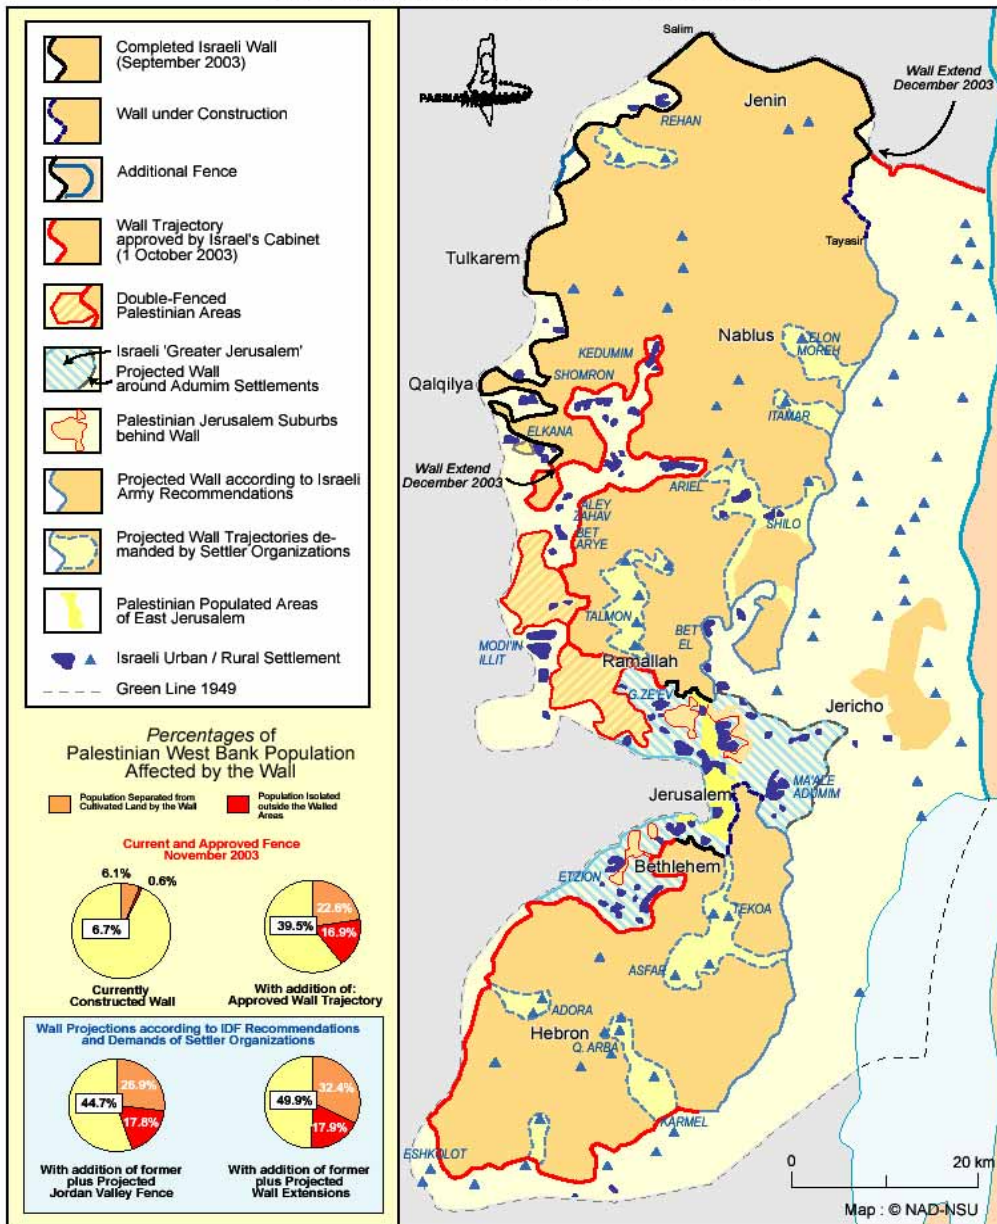 Completed Israeli Wall
(September 2003)
Wall under Construction
Additional Fence
Wall Trajectory
approved by Israel's Cabinet
(1 October 2003)
Double-Fenced
Palestinian Areas
Israeli 'Greater Jerusalem'
Projected Wall
around Adumim Settlements
Palestinian Jerusalem Suburbs
behind Wall
Projected Wall according to Israeli
Army Recommendations
Projected Wall Trajectories de-
manded by Settler Organizations
Palestinian Populated Areas
of East Jerusalem
Israeli Urban / Rural Settlement
Green Line 1949
Percentages of
Palestinian West Bank Population
Affected by the Wall
Population Separated from
Cultivated Land by the Wall
Population Isolated
outside the Walled
Areas
Current and Approved Fence
November 2003
6.1%
0.6%
6.7%
Currently
Constructed Wall
22.6%
39.5%
16.9%
With addition of:
Approved Wall Trajectory
Wall Projections according to IDF Recommendations
and Demands of Settler Organizations
26.9%
44.7%
17.8%
With addition of former
plus Projected
Jordan Valley Fence
32.4%
49.9%
17.9%
With addition of former
plus Projected
Wall Extensions
Salim
Wall Extend
December 2003
Jenin
REHAN
Tayasir
Tulkarem
Nablus
ELON
MOREH
KEDUMIM
SHOMRON
Qalqilya
ITAMAR
ELKANA
Wall Extend
December 2003
ARIEL
ALEY
ZAHAV
SHILO
BET
ARYE
TALMON
MODI'IN
ILLIT
BET
EL
Ramallah
G.ZE'EV
Jericho
MA'ALE
ADUMIM
Jerusalem
Bethlehem
ETZION
TEKOA
ASFAR
ADORA
Hebron
Q. ARBA
KARMEL
ESHKOLOT
0
20 km
Map : © NAD-NSU